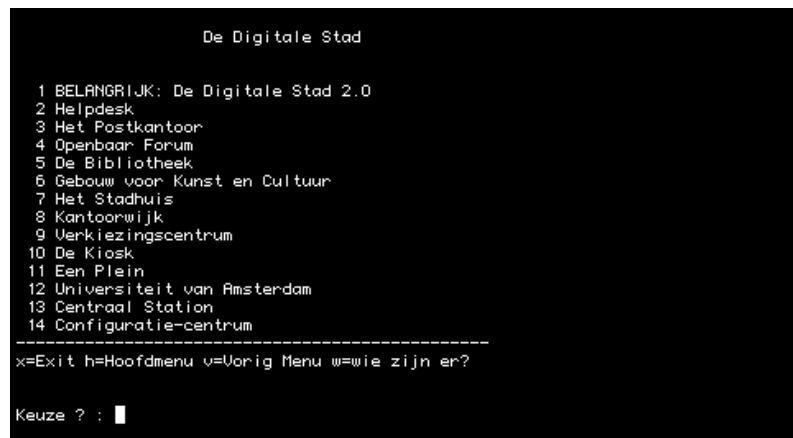 De Digitale Stad
1 BELANGRIJK: De Digitale Stad 2.0
2 Helpdesk
3 Het Postkantoor
4 Openbaar Forum
5 De Bibliotheek
6 Gebouw voor Kunst en Cultuur
7 Het Stadhuis
8 Kantoorwijk
9 Verkiezingscentrum
10 De Kiosk
11 Een Plein
12 Universiteit van Amsterdam
13 Centraal Station
14 Configuratie-centrum
-------------------------------------------------
x=Exit h=Hoofdmenu v=Vorig Menu w=wie zijn er?
Keuze ? :